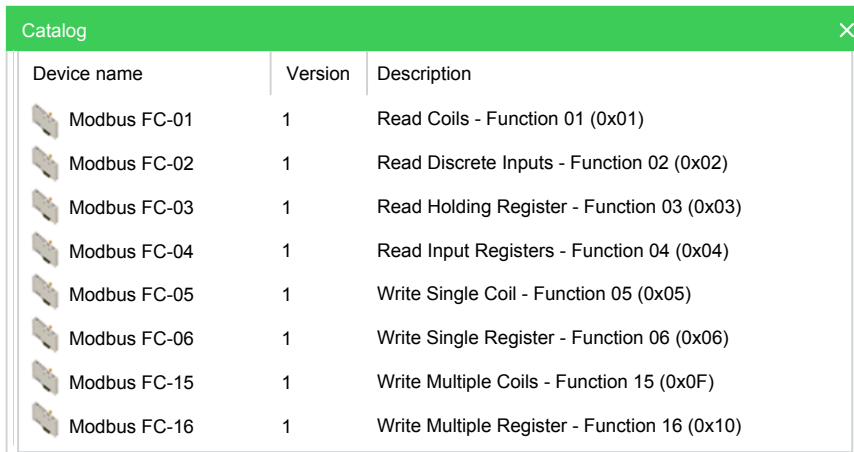 Catalog
Device name Version Description
Modbus FC-01 1 Read Coils - Function 01 (0x01)
Modbus FC-02 1 Read Discrete Inputs - Function 02 (0x02)
Modbus FC-03 1 Read Holding Register - Function 03 (0x03)
Modbus FC-04 1 Read Input Registers - Function 04 (0x04)
Modbus FC-05 1 Write Single Coil - Function 05 (0x05)
Modbus FC-06 1 Write Single Register - Function 06 (0x06)
Modbus FC-15 1 Write Multiple Coils - Function 15 (0x0F)
Modbus FC-16 1 Write Multiple Register - Function 16 (0x10)